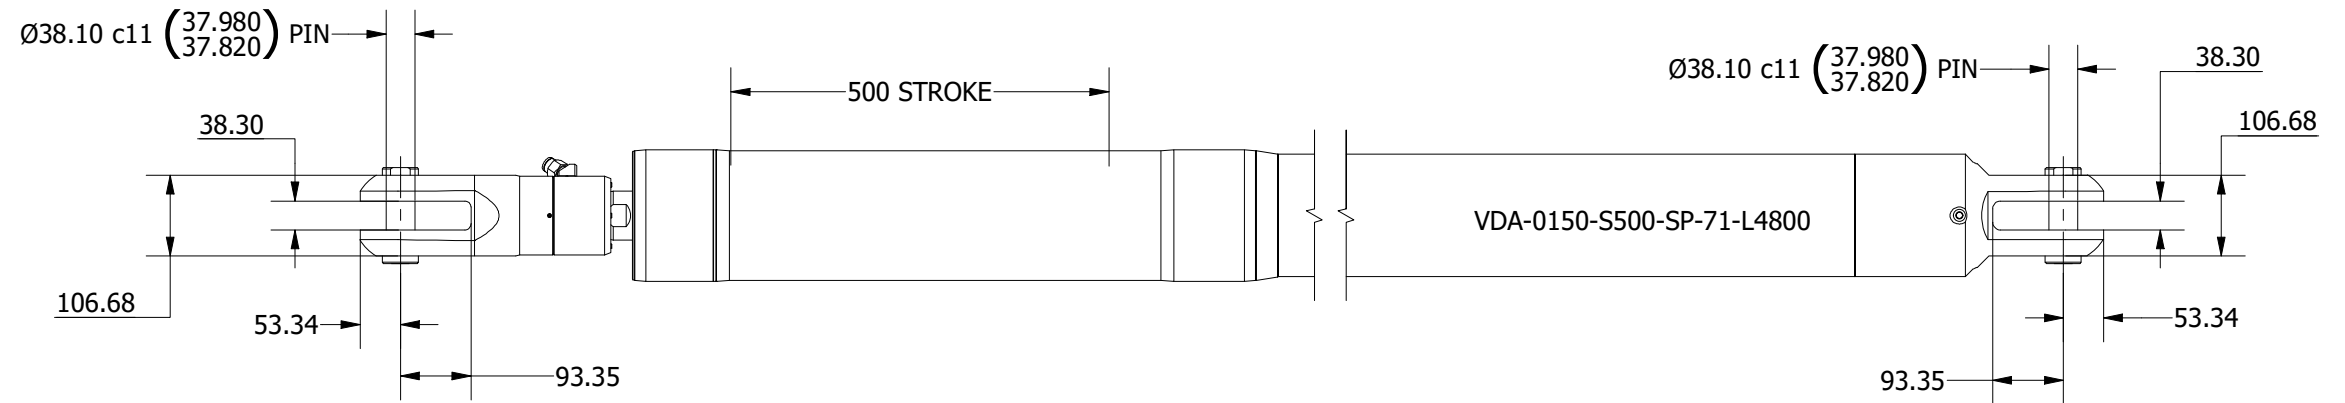 Ø38.10 c11 (37.980 / 37.820) PIN
500 STROKE
Ø38.10 c11 (37.980 / 37.820) PIN
38.30
38.30
106.68
VDA-0150-S500-SP-71-L4800
106.68
53.34
53.34
93.35
93.35